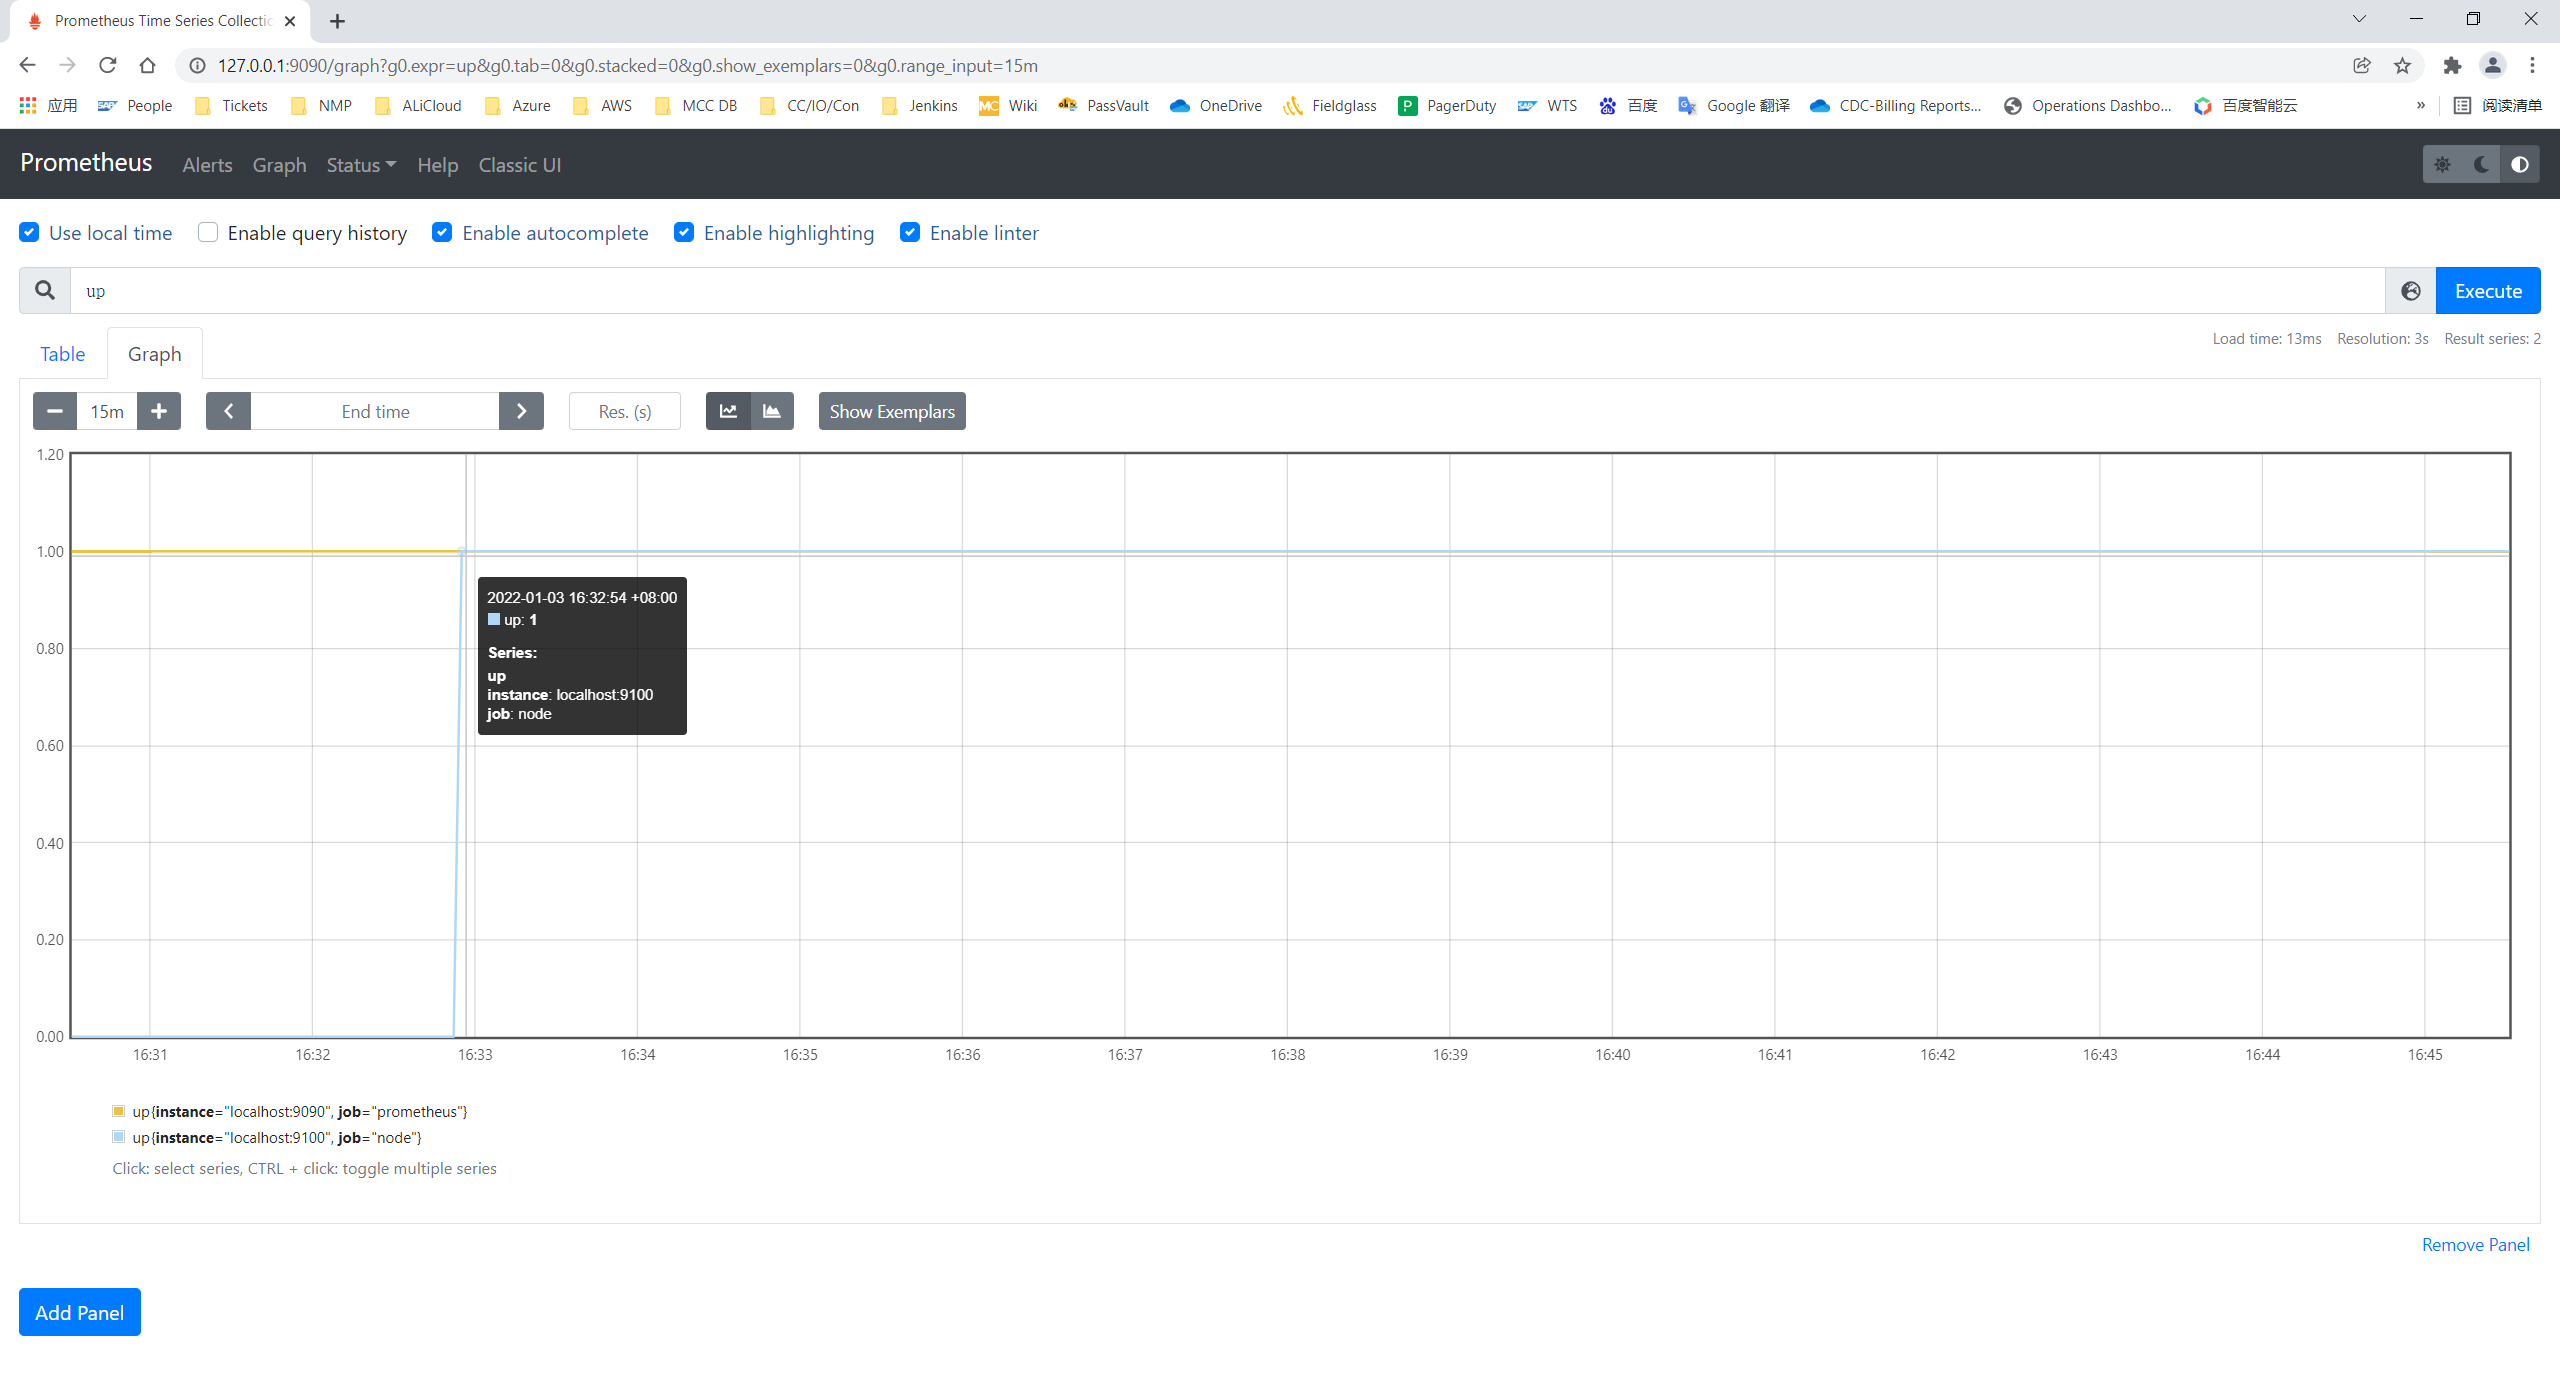 Prometheus Time Series Collectio
127.0.0.1:9090/graph?g0.expr=up&g0.tab=0&g0.stacked=0&g0.show_exemplars=0&g0.range_input=15m
应用 People Tickets NMP ALiCloud Azure AWS MCC DB CC/IO/Con Jenkins Wiki PassVault OneDrive Fieldglass PagerDuty WTS 百度 Google 翻译 CDC-Billing Reports... Operations Dashbo... 百度智能云 » 阅读清单
Prometheus Alerts Graph Status Help Classic UI
Use local time Enable query history Enable autocomplete Enable highlighting Enable linter
up Execute
Table Graph Load time: 13ms Resolution: 3s Result series: 2
15m End time Res. (s) Show Exemplars
1.20
1.00
2022-01-03 16:32:54 +08:00
up: 1
0.80
Series:
up
instance: localhost:9100
job: node
0.60
0.40
0.20
0.00
16:31 16:32 16:33 16:34 16:35 16:36 16:37 16:38 16:39 16:40 16:41 16:42 16:43 16:44 16:45
up{instance="localhost:9090", job="prometheus"}
up{instance="localhost:9100", job="node"}
Click: select series, CTRL + click: toggle multiple series
Remove Panel
Add Panel